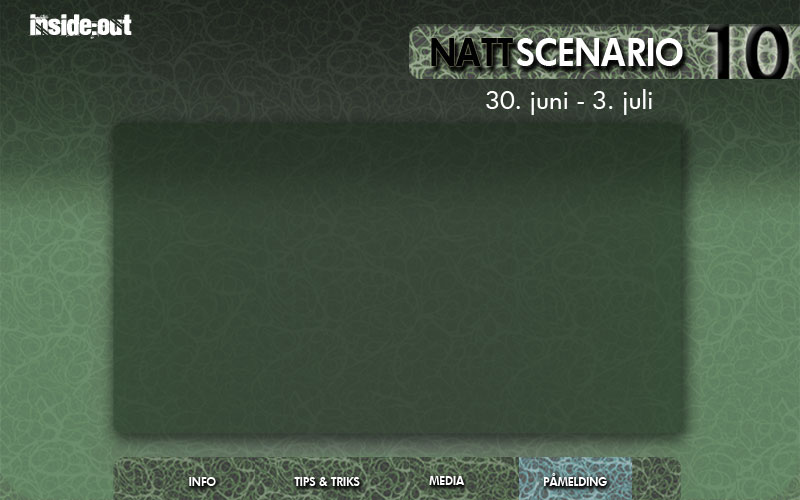 inside:out
NATTSCENARIO 10
30. juni - 3. juli
INFO
TIPS & TRIKS
MEDIA
PÅMELDING